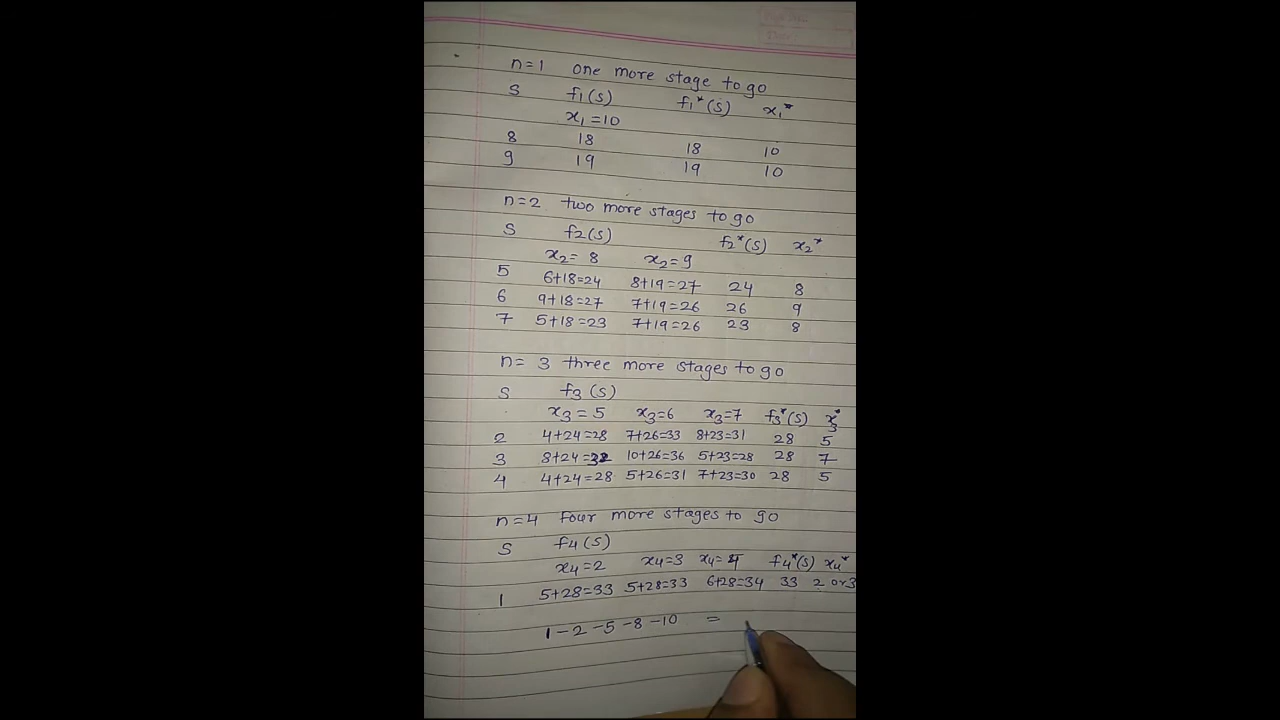 n=1 one more stage to go
S f1(S) f1*(S) x1*
x1=10
8 18 18 10
9 19 19 10
n=2 two more stages to go
S f2(S) f2*(S) x2*
x2=8 x2=9
5 6+18=24 8+19=27 24 8
6 9+18=27 7+19=26 26 9
7 5+18=23 7+19=26 23 8
n=3 three more stages to go
S f3(S)
x3=5 x3=6 x3=7 f3*(S) x3*
2 4+24=28 7+26=33 8+23=31 28 5
3 8+24=32 10+26=36 5+23=28 28 7
4 4+24=28 5+26=31 7+23=30 28 5
n=4 four more stages to go
S f4(S)
x4=2 x4=3 x4=4 f4*(S) x4*
1 5+28=33 5+28=33 6+28=34 33 2 or 3
1-2-5-8-10 =